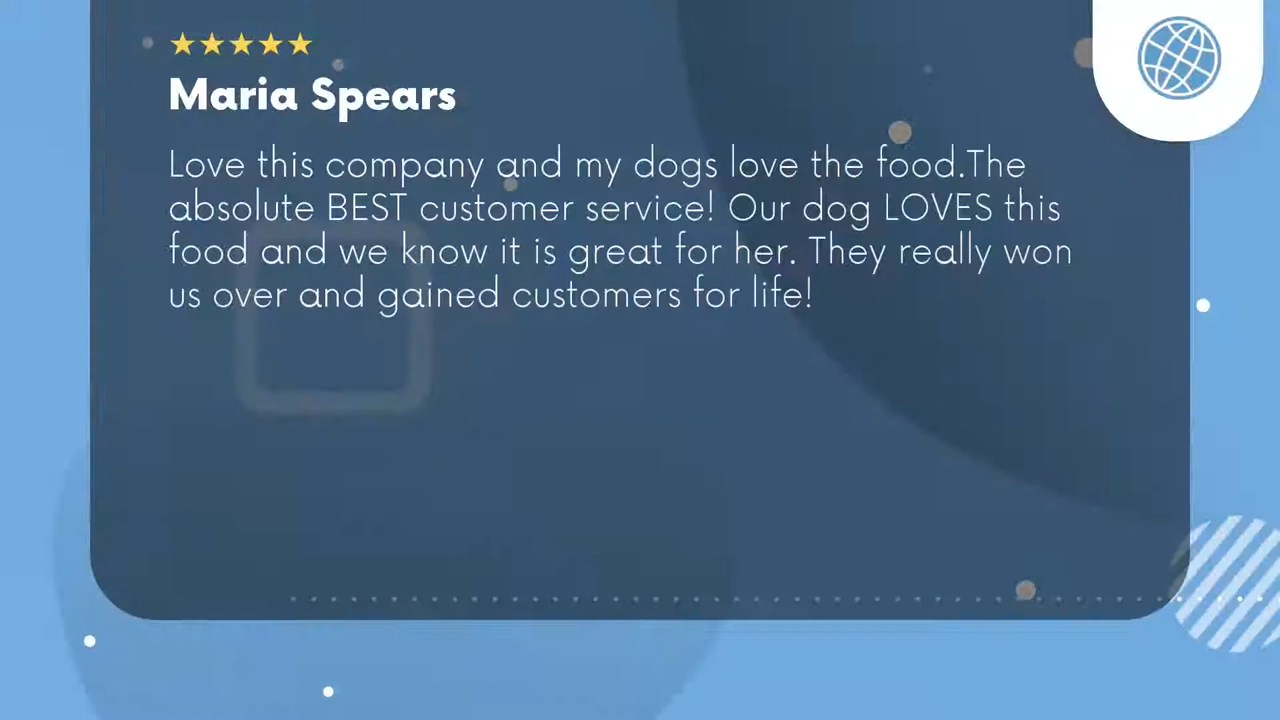 Maria Spears
Love this company and my dogs love the food.The
absolute BEST customer service! Our dog LOVES this
food and we know it is great for her. They really won
us over and gained customers for life!